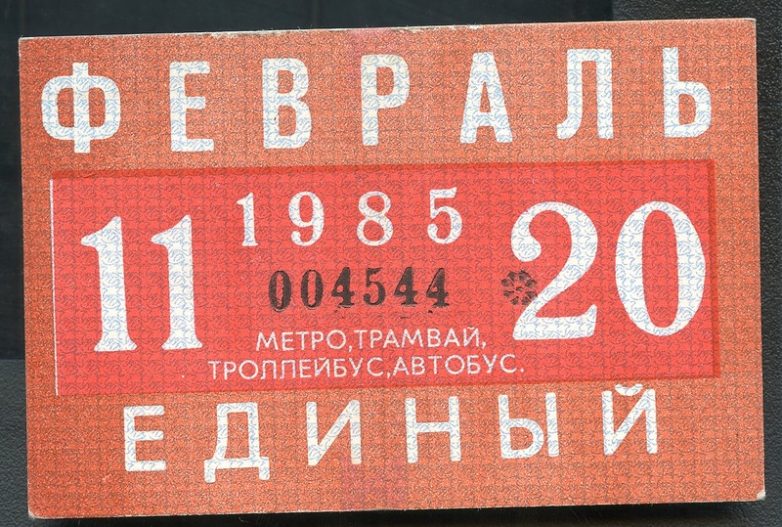 ФЕВРАЛЬ
11 1985 20
004544
МЕТРО,ТРАМВАЙ,
ТРОЛЛЕЙБУС,АВТОБУС.
ЕДИНЫЙ